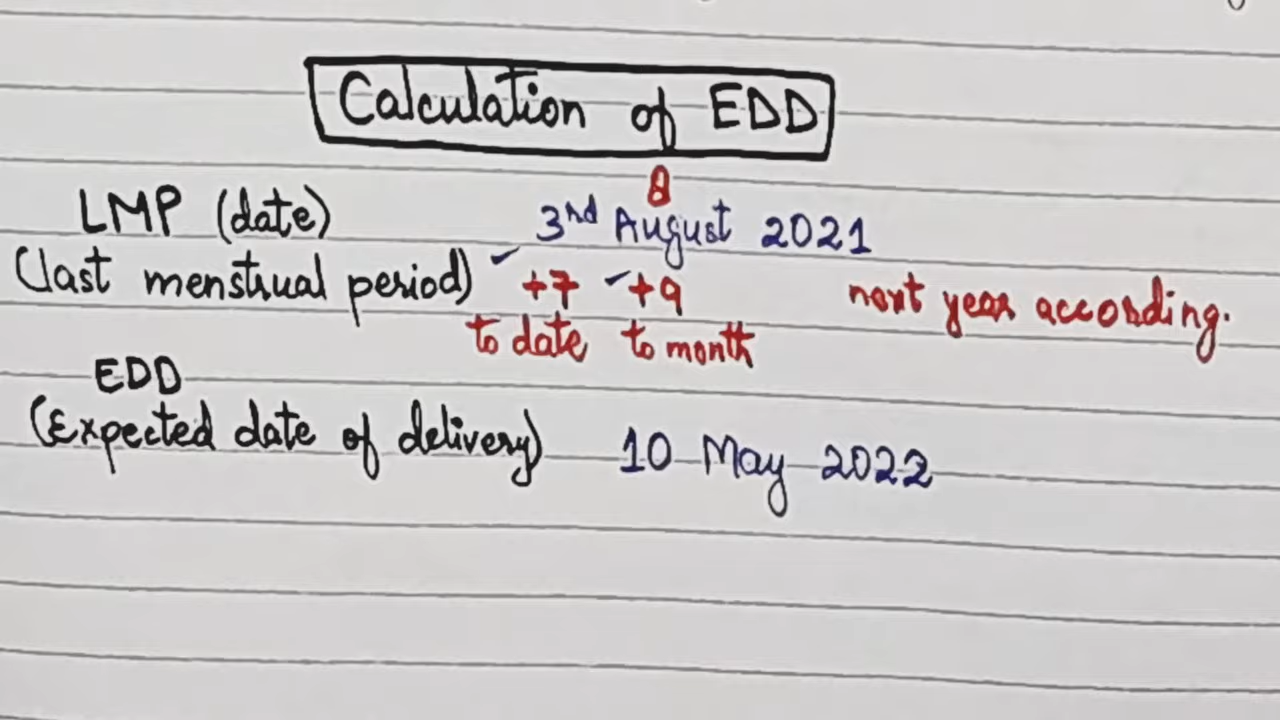 Calculation of EDD
8
LMP (date) 3rd August 2021
(last menstrual period) +7 +9 next year according.
to date to month
EDD
(Expected date of delivery) 10 May 2022